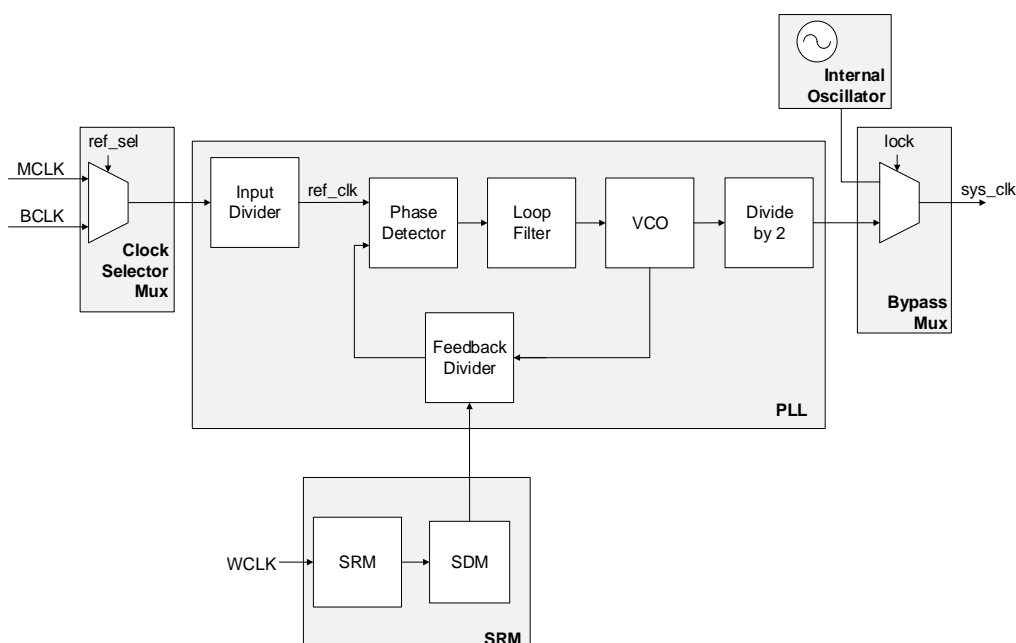 Internal
Oscillator
ref_sel
lock
MCLK
BCLK
Clock
Selector
Mux
Input
Divider
ref_clk
Phase
Detector
Loop
Filter
VCO
Divide
by 2
sys_clk
Bypass
Mux
Feedback
Divider
PLL
WCLK
SRM
SDM
SRM